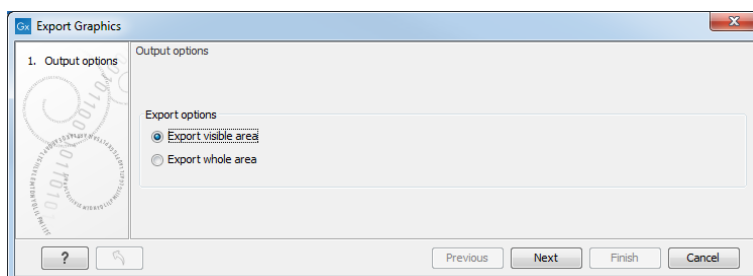 Gx Export Graphics
x
1. Output options
Output options
Export options
Export visible area
Export whole area
?
Previous
Next
Finish
Cancel